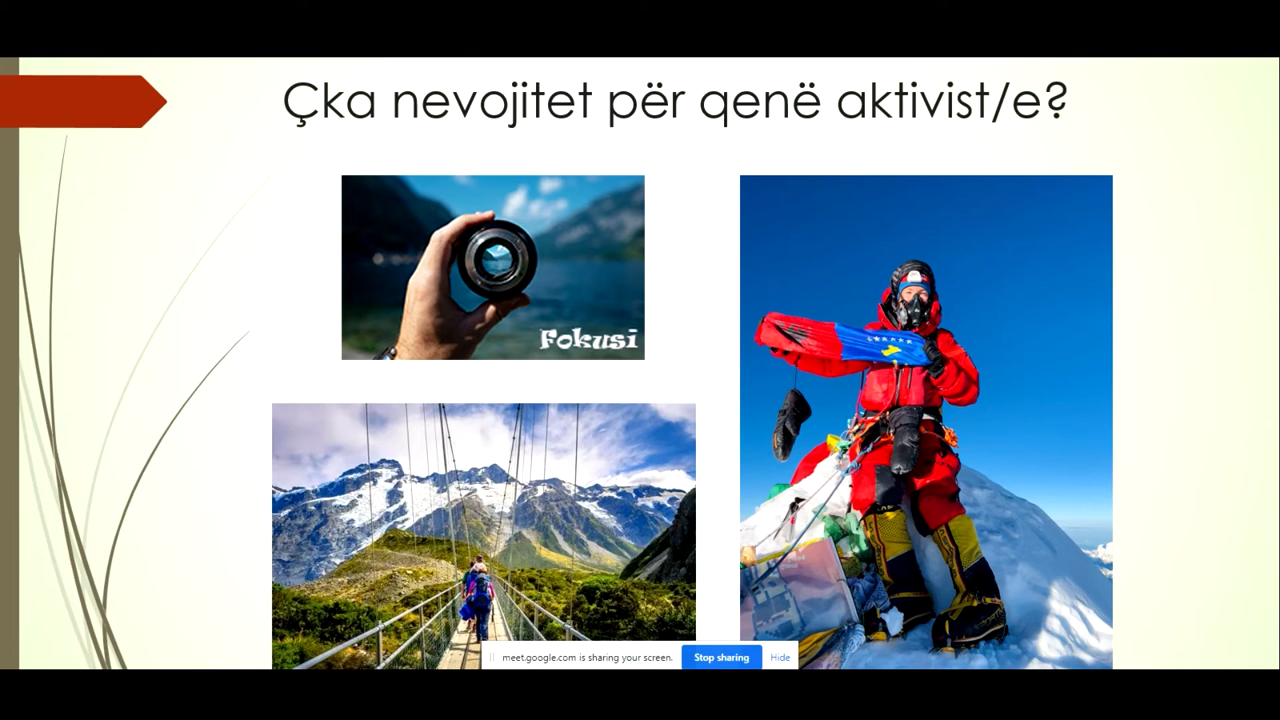 Çka nevojitet për qenë aktivist/e?
Fokusi
meet.google.com is sharing your screen.
Stop sharing
Hide